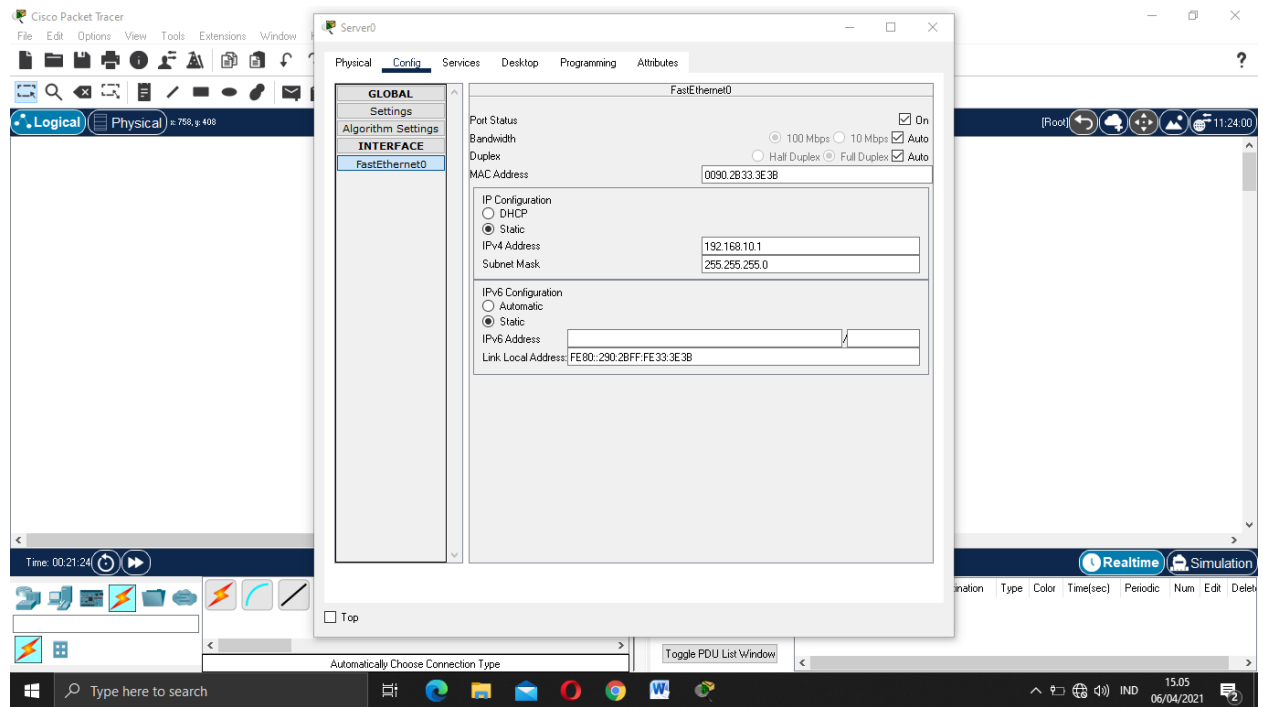 Cisco Packet Tracer
File Edit Options View Tools Extensions Window
?
Logical Physical x: 758, y: 408
[Root] 11:24:00
Server0
Physical Config Services Desktop Programming Attributes
GLOBAL
Settings
Algorithm Settings
INTERFACE
FastEthernet0
FastEthernet0
Port Status On
Bandwidth 100 Mbps 10 Mbps Auto
Duplex Half Duplex Full Duplex Auto
MAC Address 0090.2B33.3E3B
IP Configuration
DHCP
Static
IPv4 Address 192.168.10.1
Subnet Mask 255.255.255.0
IPv6 Configuration
Automatic
Static
IPv6 Address /
Link Local Address: FE80::290:2BFF:FE33:3E3B
Top
Time: 00:21:24
Realtime Simulation
Type Color Time(sec) Periodic Num Edit
Automatically Choose Connection Type
Toggle PDU List Window
Type here to search
IND
15.05
06/04/2021
2